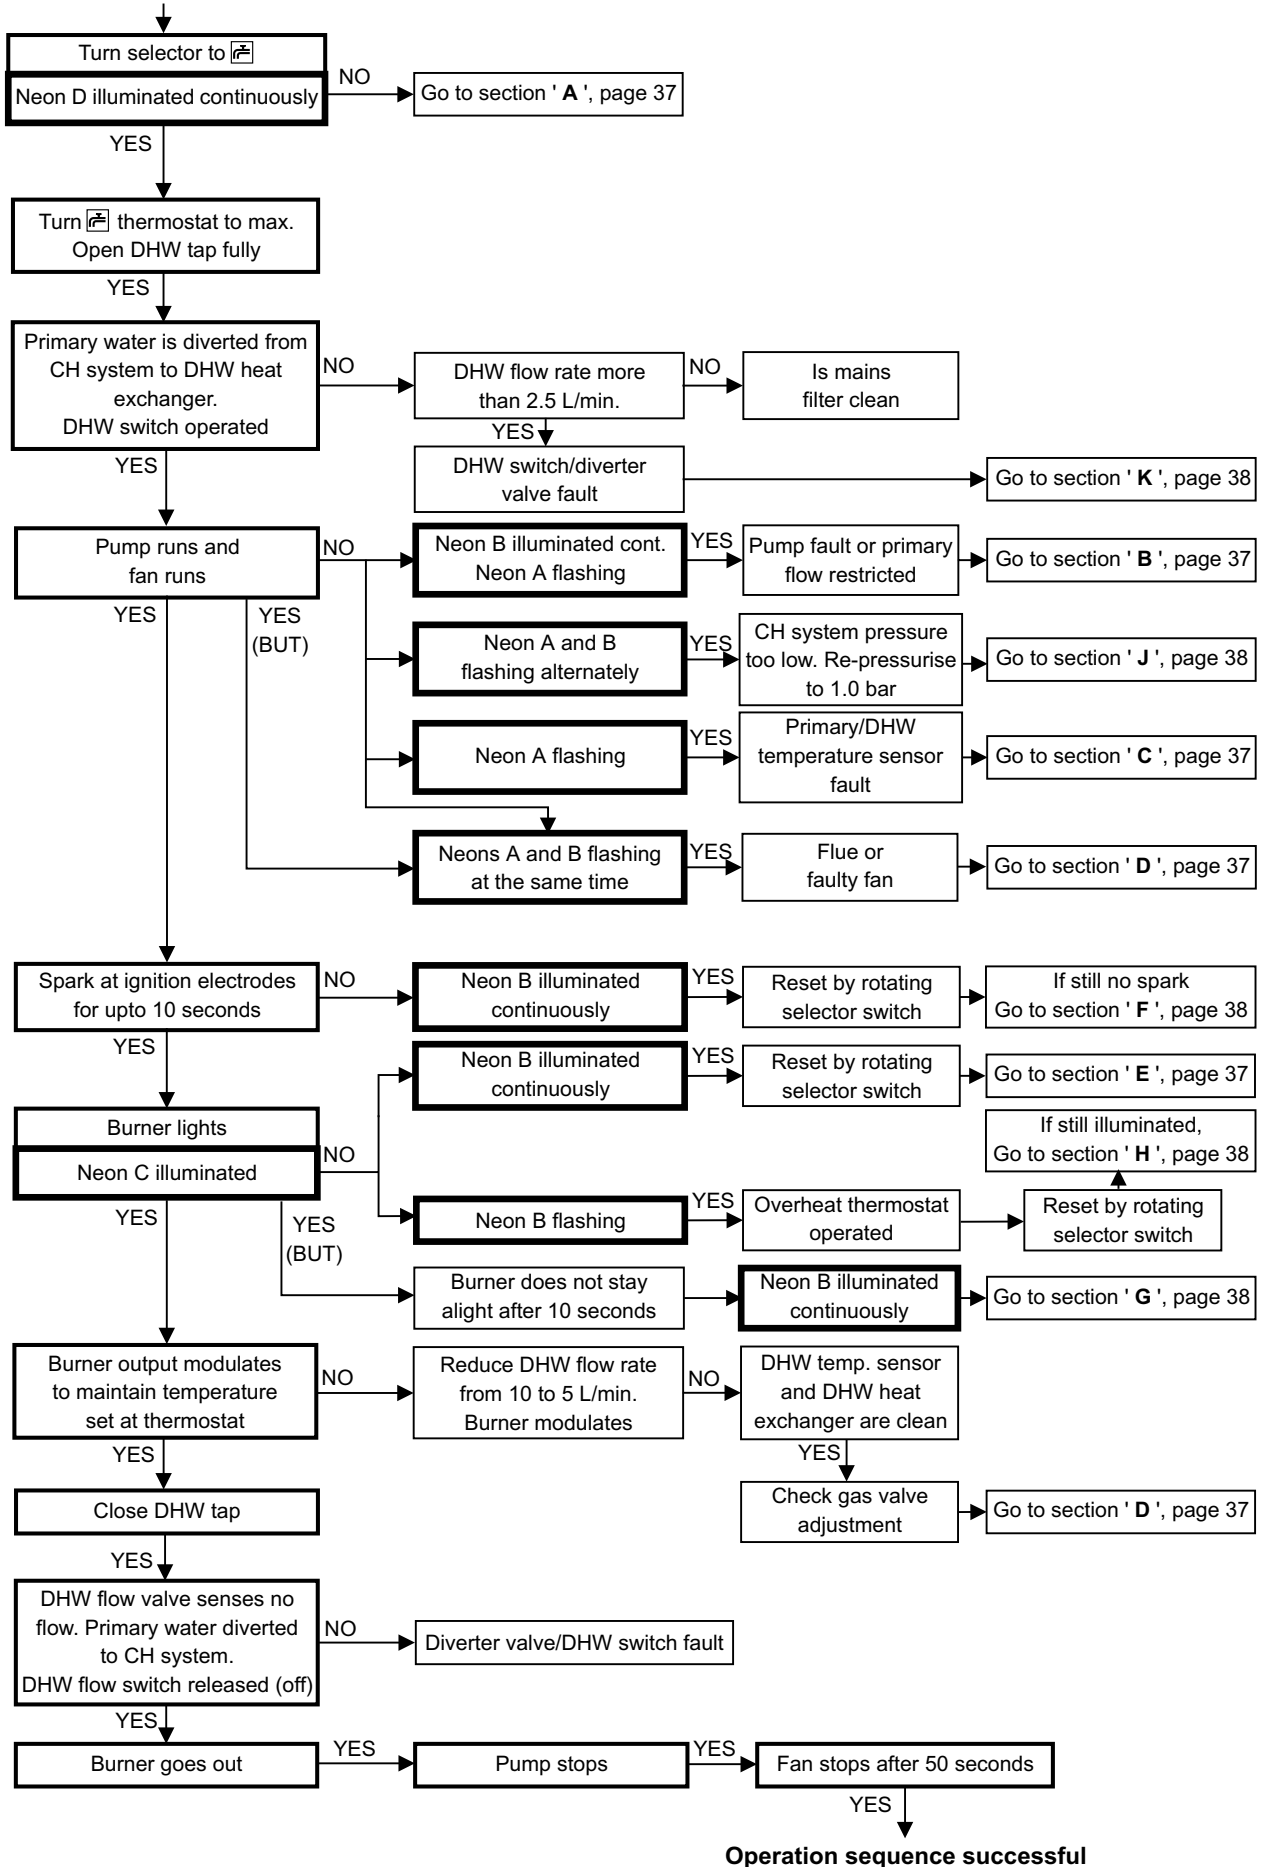 Turn selector to
Neon D illuminated continuously
NO
Go to section ' A ', page 37
YES
Turn thermostat to max.
Open DHW tap fully
YES
Primary water is diverted from
CH system to DHW heat
exchanger.
DHW switch operated
NO
DHW flow rate more
than 2.5 L/min.
NO
Is mains
filter clean
YES
DHW switch/diverter
valve fault
Go to section ' K ', page 38
YES
Pump runs and
fan runs
NO
Neon B illuminated cont.
Neon A flashing
YES
Pump fault or primary
flow restricted
Go to section ' B ', page 37
YES
YES
(BUT)
Neon A and B
flashing alternately
YES
CH system pressure
too low. Re-pressurise
to 1.0 bar
Go to section ' J ', page 38
Neon A flashing
YES
Primary/DHW
temperature sensor
fault
Go to section ' C ', page 37
Neons A and B flashing
at the same time
YES
Flue or
faulty fan
Go to section ' D ', page 37
Spark at ignition electrodes
for upto 10 seconds
NO
Neon B illuminated
continuously
YES
Reset by rotating
selector switch
If still no spark
Go to section ' F ', page 38
YES
Neon B illuminated
continuously
YES
Reset by rotating
selector switch
Go to section ' E ', page 37
Burner lights
Neon C illuminated
NO
If still illuminated,
Go to section ' H ', page 38
Neon B flashing
YES
Overheat thermostat
operated
Reset by rotating
selector switch
YES
YES
(BUT)
Burner does not stay
alight after 10 seconds
Neon B illuminated
continuously
Go to section ' G ', page 38
Burner output modulates
to maintain temperature
set at thermostat
NO
Reduce DHW flow rate
from 10 to 5 L/min.
Burner modulates
NO
DHW temp. sensor
and DHW heat
exchanger are clean
YES
YES
Check gas valve
adjustment
Go to section ' D ', page 37
Close DHW tap
YES
DHW flow valve senses no
flow. Primary water diverted
to CH system.
DHW flow switch released (off)
NO
Diverter valve/DHW switch fault
YES
Burner goes out
YES
Pump stops
YES
Fan stops after 50 seconds
YES
Operation sequence successful